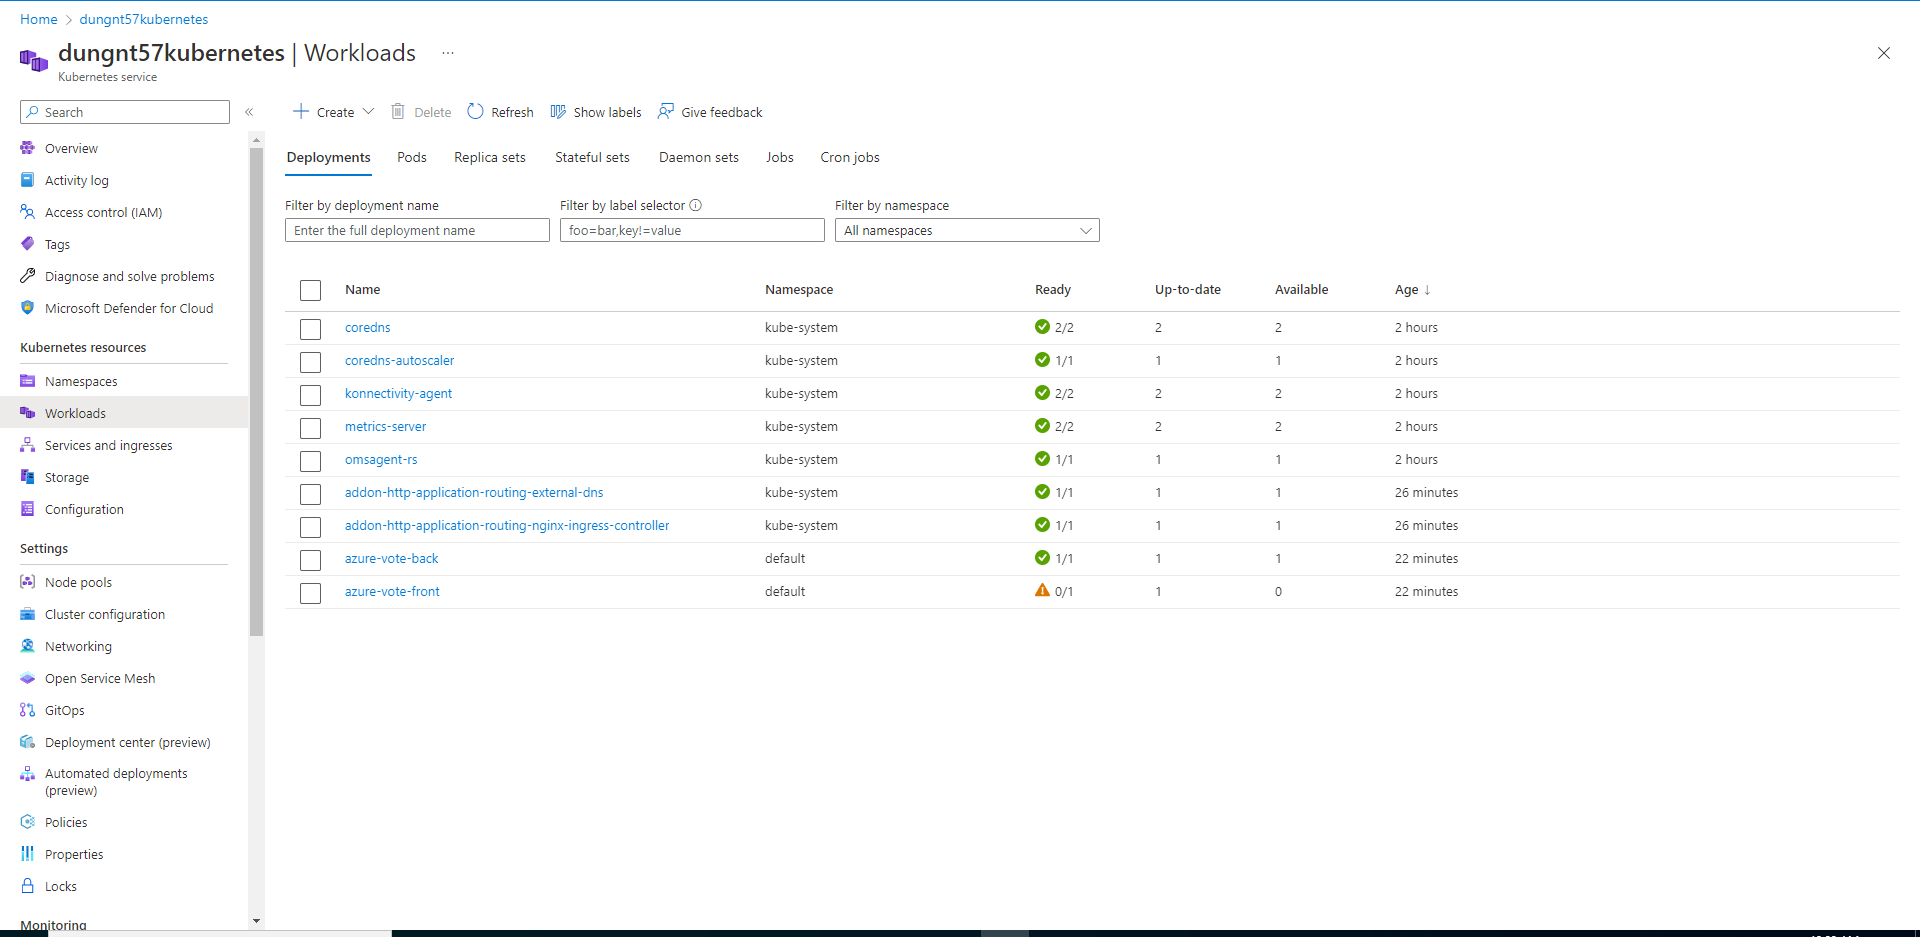 Home > dungnt57kubernetes
dungnt57kubernetes | Workloads ...
Kubernetes service
Search «
Overview
Activity log
Access control (IAM)
Tags
Diagnose and solve problems
Microsoft Defender for Cloud
Kubernetes resources
Namespaces
Workloads
Services and ingresses
Storage
Configuration
Settings
Node pools
Cluster configuration
Networking
Open Service Mesh
GitOps
Deployment center (preview)
Automated deployments
(preview)
Policies
Properties
Locks
Monitoring
Create Delete Refresh Show labels Give feedback
Deployments Pods Replica sets Stateful sets Daemon sets Jobs Cron jobs
Filter by deployment name Filter by label selector Filter by namespace
Enter the full deployment name foo=bar,key!=value All namespaces
Name Namespace Ready Up-to-date Available Age ↓
coredns kube-system 2/2 2 2 2 hours
coredns-autoscaler kube-system 1/1 1 1 2 hours
konnectivity-agent kube-system 2/2 2 2 2 hours
metrics-server kube-system 2/2 2 2 2 hours
omsagent-rs kube-system 1/1 1 1 2 hours
addon-http-application-routing-external-dns kube-system 1/1 1 1 26 minutes
addon-http-application-routing-nginx-ingress-controller kube-system 1/1 1 1 26 minutes
azure-vote-back default 1/1 1 1 22 minutes
azure-vote-front default 0/1 1 0 22 minutes